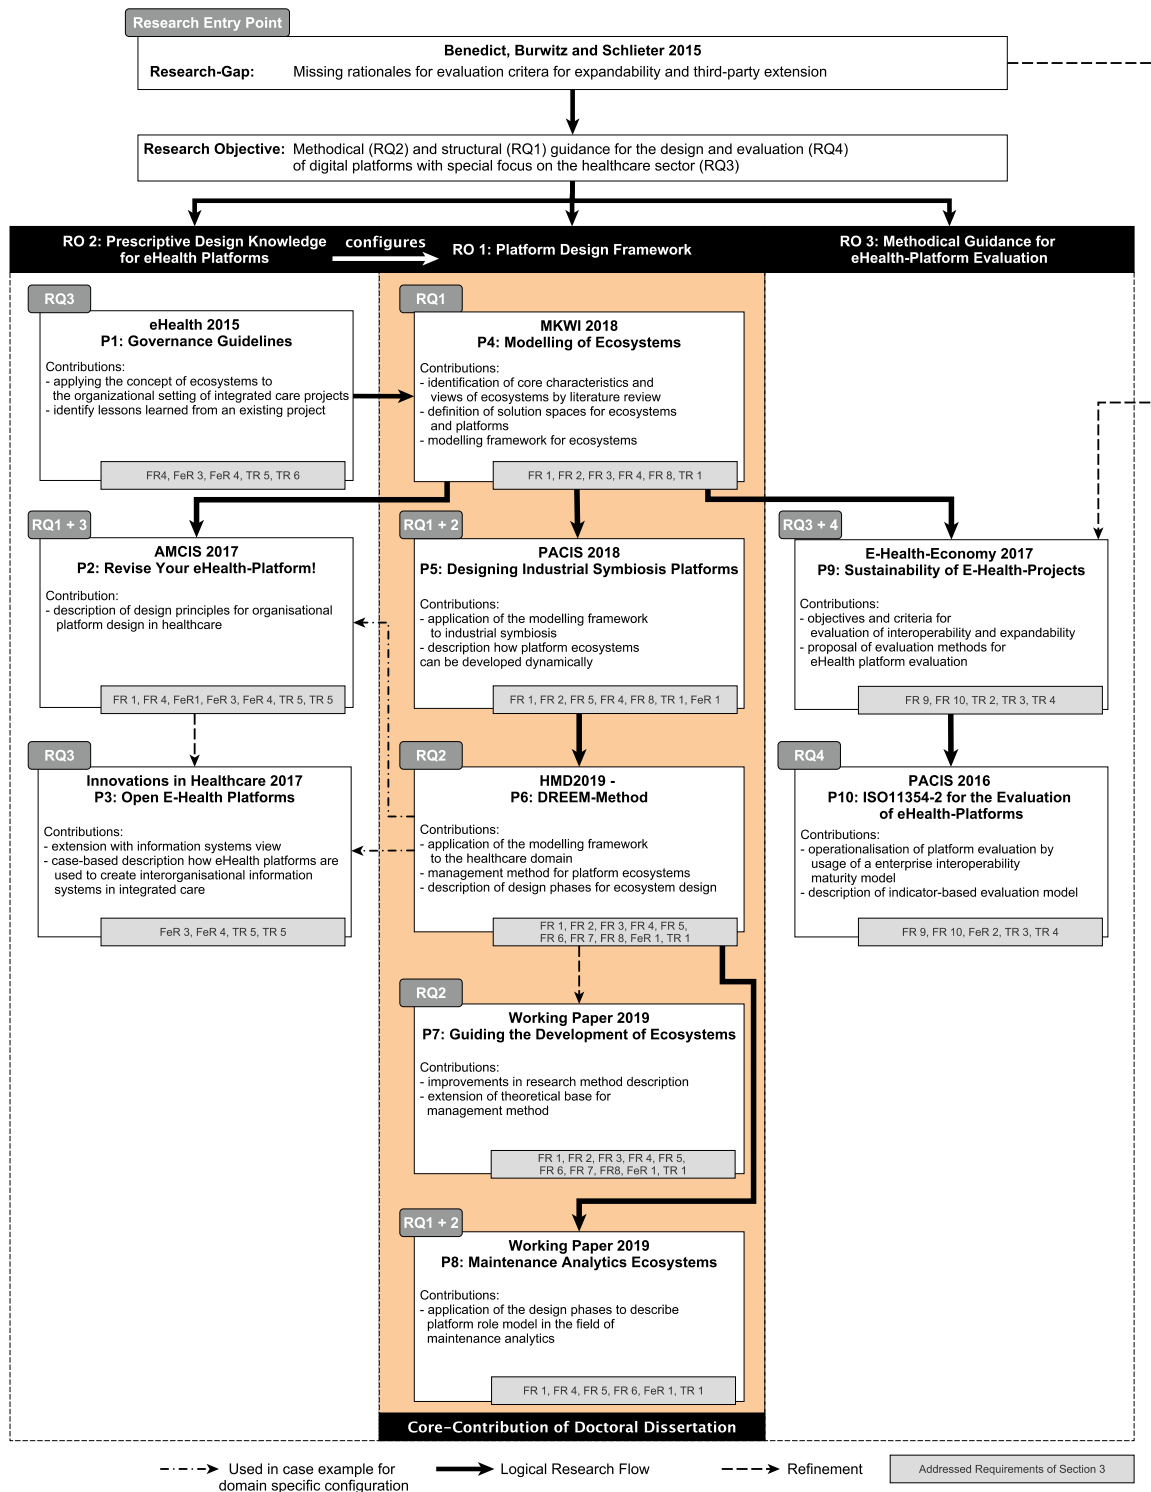 Research Entry Point
Benedict, Burwitz and Schlieter 2015
Research-Gap: Missing rationales for evaluation critera for expandability and third-party extension
Research Objective: Methodical (RQ2) and structural (RQ1) guidance for the design and evaluation (RQ4)
of digital platforms with special focus on the healthcare sector (RQ3)
RO 2: Prescriptive Design Knowledge
for eHealth Platforms
configures
RO 1: Platform Design Framework
RO 3: Methodical Guidance for
eHealth-Platform Evaluation
RQ3
eHealth 2015
P1: Governance Guidelines
Contributions:
- applying the concept of ecosystems to
the organizational setting of integrated care projects
- identify lessons learned from an existing project
FR4, FeR 3, FeR 4, TR 5, TR 6
RQ1
MKWI 2018
P4: Modelling of Ecosystems
Contributions:
- identification of core characteristics and
views of ecosystems by literature review
- definition of solution spaces for ecosystems
and platforms
- modelling framework for ecosystems
FR 1, FR 2, FR 3, FR 4, FR 8, TR 1
RQ1 + 3
AMCIS 2017
P2: Revise Your eHealth-Platform!
Contribution:
- description of design principles for organisational
platform design in healthcare
FR 1, FR 4, FeR1, FeR 3, FeR 4, TR 5, TR 5
RQ1 + 2
PACIS 2018
P5: Designing Industrial Symbiosis Platforms
Contributions:
- application of the modelling framework
to industrial symbiosis
- description how platform ecosystems
can be developed dynamically
FR 1, FR 2, FR 5, FR 4, FR 8, TR 1, FeR 1
RQ3 + 4
E-Health-Economy 2017
P9: Sustainability of E-Health-Projects
Contributions:
- objectives and criteria for
evaluation of interoperability and expandability
- proposal of evaluation methods for
eHealth platform evaluation
FR 9, FR 10, TR 2, TR 3, TR 4
RQ3
Innovations in Healthcare 2017
P3: Open E-Health Platforms
Contributions:
- extension with information systems view
- case-based description how eHealth platforms are
used to create interorganisational information
systems in integrated care
FeR 3, FeR 4, TR 5, TR 5
RQ2
HMD2019 -
P6: DREEM-Method
Contributions:
- application of the modelling framework
to the healthcare domain
- management method for platform ecosystems
- description of design phases for ecosystem design
FR 1, FR 2, FR 3, FR 4, FR 5,
FR 6, FR 7, FR 8, FeR 1, TR 1
RQ4
PACIS 2016
P10: ISO11354-2 for the Evaluation
of eHealth-Platforms
Contributions:
- operationalisation of platform evaluation by
usage of a enterprise interoperability
maturity model
- description of indicator-based evaluation model
FR 9, FR 10, FeR 2, TR 3, TR 4
RQ2
Working Paper 2019
P7: Guiding the Development of Ecosystems
Contributions:
- improvements in research method description
- extension of theoretical base for
management method
FR 1, FR 2, FR 3, FR 4, FR 5,
FR 6, FR 7, FR8, FeR 1, TR 1
RQ1 + 2
Working Paper 2019
P8: Maintenance Analytics Ecosystems
Contributions:
- application of the design phases to describe
platform role model in the field of
maintenance analytics
FR 1, FR 4, FR 5, FR 6, FeR 1, TR 1
Core-Contribution of Doctoral Dissertation
Used in case example for
domain specific configuration
Logical Research Flow
Refinement
Addressed Requirements of Section 3